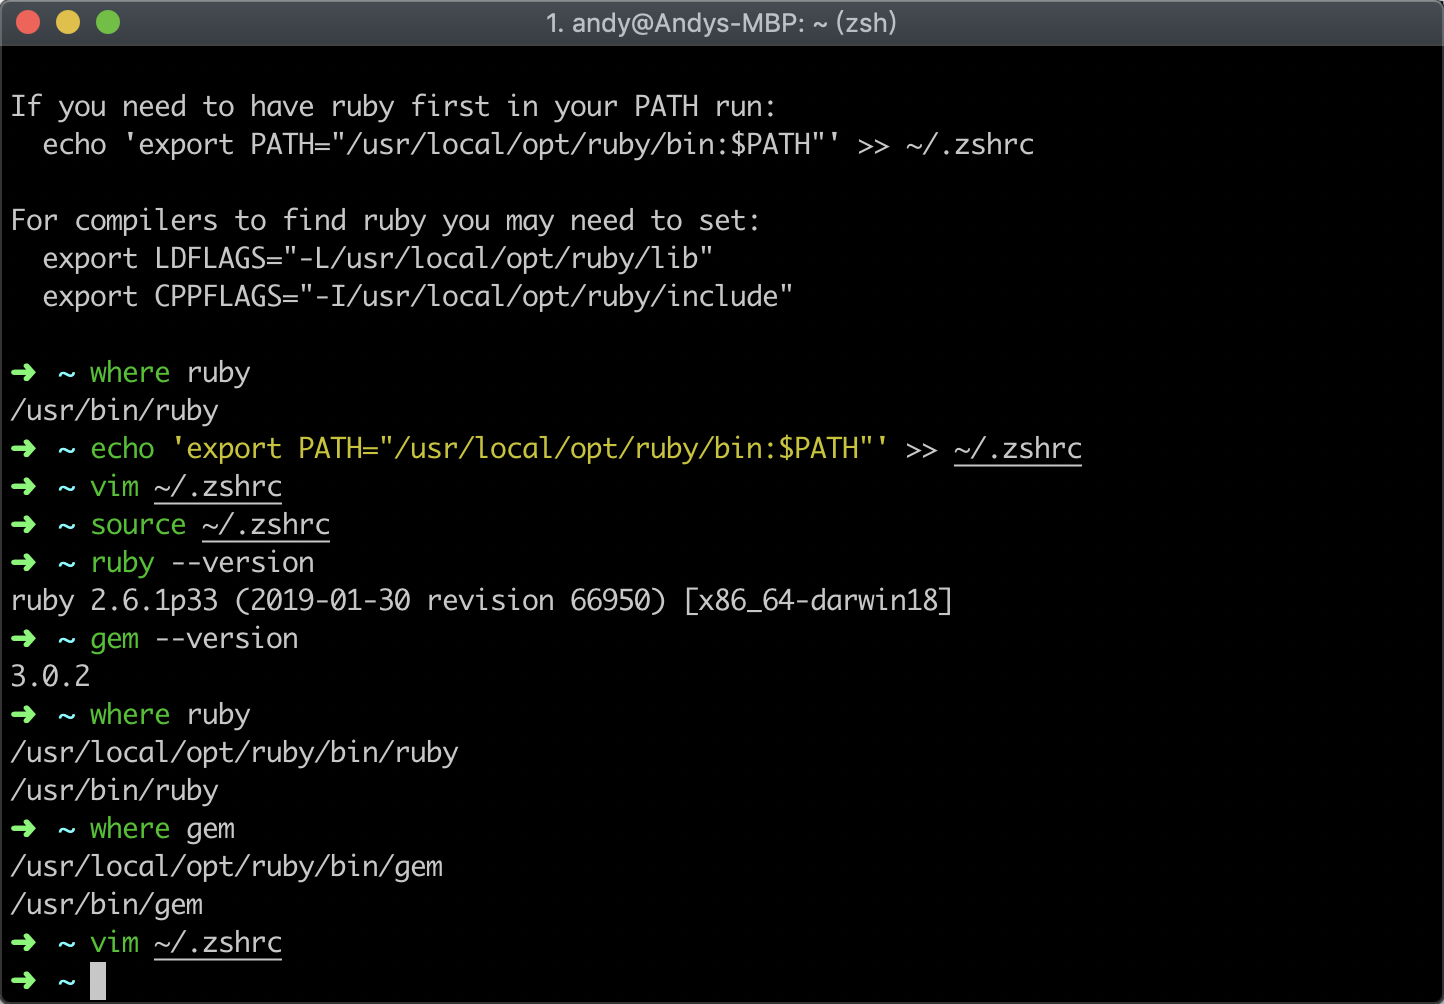 1. andy@Andys-MBP: ~ (zsh)
If you need to have ruby first in your PATH run:
  echo 'export PATH="/usr/local/opt/ruby/bin:$PATH"' >> ~/.zshrc
For compilers to find ruby you may need to set:
  export LDFLAGS="-L/usr/local/opt/ruby/lib"
  export CPPFLAGS="-I/usr/local/opt/ruby/include"
➜  ~ where ruby
/usr/bin/ruby
➜  ~ echo 'export PATH="/usr/local/opt/ruby/bin:$PATH"' >> ~/.zshrc
➜  ~ vim ~/.zshrc
➜  ~ source ~/.zshrc
➜  ~ ruby --version
ruby 2.6.1p33 (2019-01-30 revision 66950) [x86_64-darwin18]
➜  ~ gem --version
3.0.2
➜  ~ where ruby
/usr/local/opt/ruby/bin/ruby
/usr/bin/ruby
➜  ~ where gem
/usr/local/opt/ruby/bin/gem
/usr/bin/gem
➜  ~ vim ~/.zshrc
➜  ~